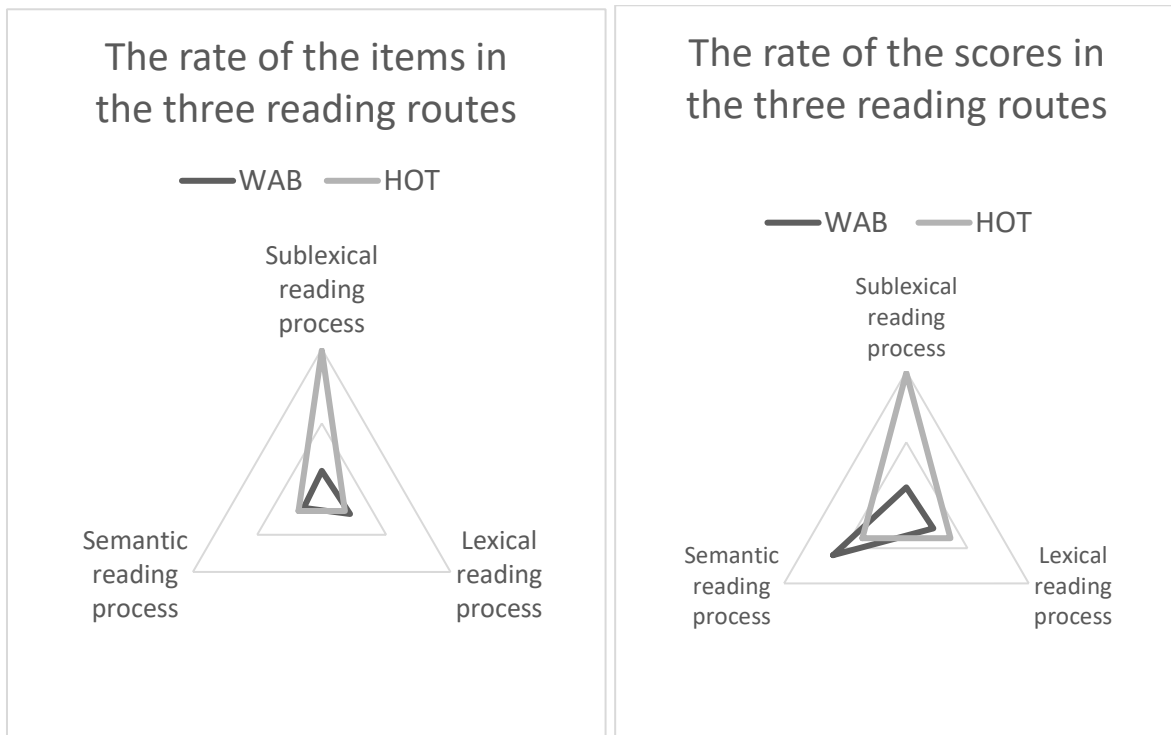 The rate of the items in
the three reading routes
WAB HOT
Sublexical
reading
process
Semantic
reading
process
Lexical
reading
process
The rate of the scores in
the three reading routes
WAB HOT
Sublexical
reading
process
Semantic
reading
process
Lexical
reading
process